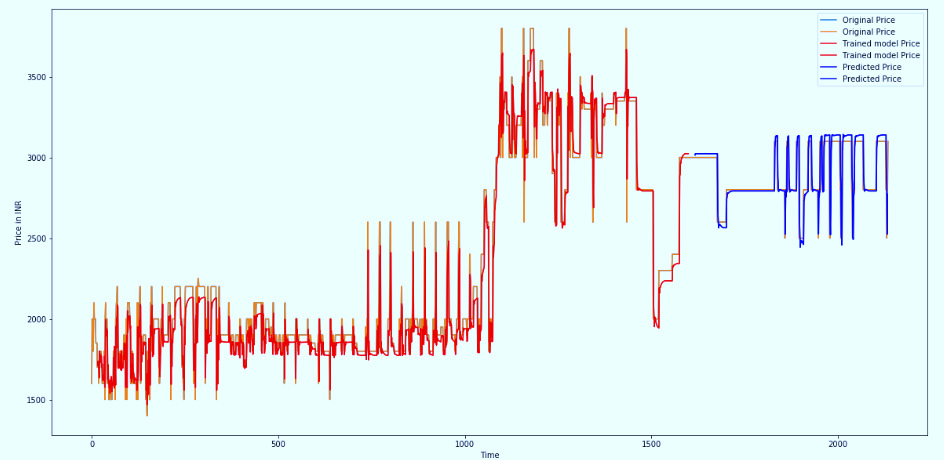 Original Price
Original Price
Trained model Price
Trained model Price
Predicted Price
Predicted Price
3500
3000
2500
2000
1500
Price in INR
0 500 1000 1500 2000
Time